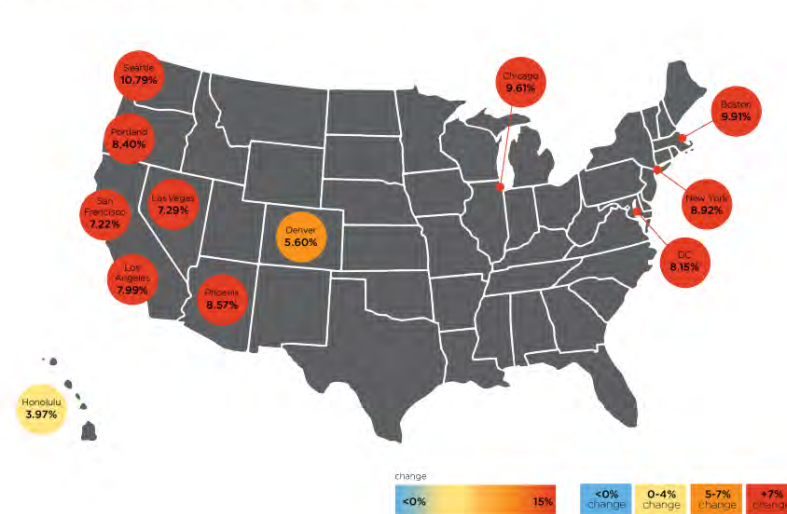 Seattle
10.79%
Portland
8.40%
San
Francisco
7.22%
Las Vegas
7.29%
Los
Angeles
7.99%
Phoenix
8.57%
Denver
5.60%
Chicago
9.61%
Boston
9.91%
New York
8.92%
DC
8.15%
Honolulu
3.97%
change
<0%
15%
<0%
change
0-4%
change
5-7%
change
+7%
change